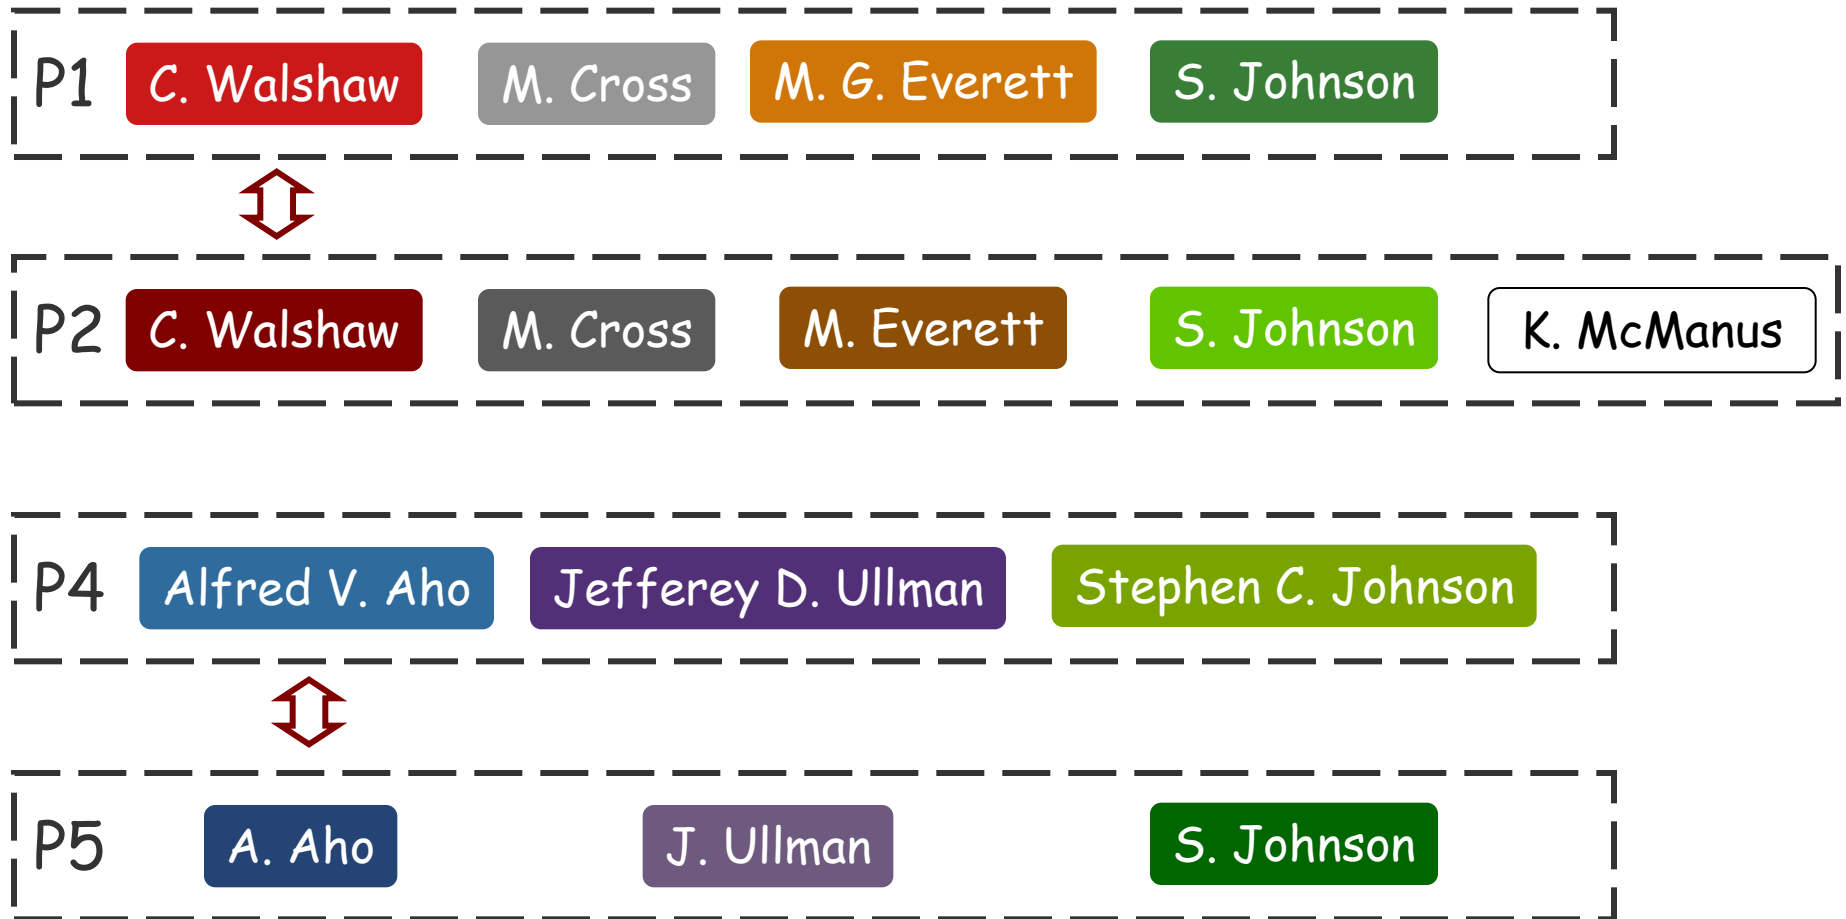 P1 C. Walshaw M. Cross M. G. Everett S. Johnson
P2 C. Walshaw M. Cross M. Everett S. Johnson K. McManus
P4 Alfred V. Aho Jefferey D. Ullman Stephen C. Johnson
P5 A. Aho J. Ullman S. Johnson